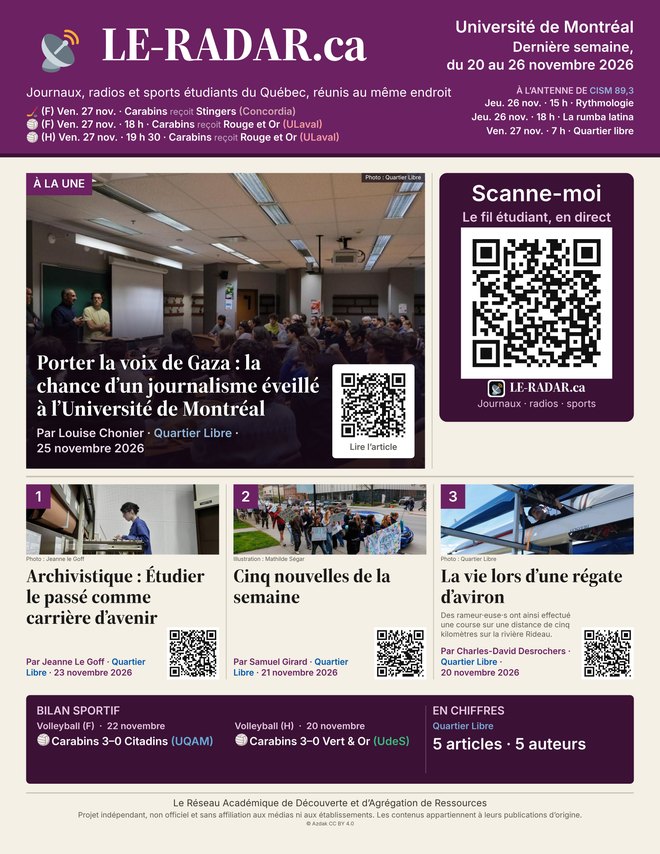 LE-RADAR.ca
Journaux, radios et sports étudiants du Québec, réunis au même endroit
(F) Ven. 27 nov. · Carabins reçoit Stingers (Concordia)
(F) Ven. 27 nov. · 18 h · Carabins reçoit Rouge et Or (ULaval)
(H) Ven. 27 nov. · 19 h 30 · Carabins reçoit Rouge et Or (ULaval)
Université de Montréal
Dernière semaine,
du 20 au 26 novembre 2026
À L'ANTENNE DE CISM 89,3
Jeu. 26 nov. · 15 h · Rythmologie
Jeu. 26 nov. · 18 h · La rumba latina
Ven. 27 nov. · 7 h · Quartier libre
À LA UNE
Photo : Quartier Libre
Porter la voix de Gaza : la
chance d'un journalisme éveillé
à l'Université de Montréal
Par Louise Chonier · Quartier Libre ·
25 novembre 2026
Lire l'article
Scanne-moi
Le fil étudiant, en direct
LE-RADAR.ca
Journaux · radios · sports
1
Photo : Jeanne le Goff
Archivistique : Étudier
le passé comme
carrière d'avenir
Par Jeanne Le Goff · Quartier
Libre · 23 novembre 2026
2
Illustration : Mathilde Ségar
Cinq nouvelles de la
semaine
Par Samuel Girard · Quartier
Libre · 21 novembre 2026
3
Photo : Quartier Libre
La vie lors d'une régate
d'aviron
Des rameur·euse·s ont ainsi effectué
une course sur une distance de cinq
kilomètres sur la rivière Rideau.
Par Charles-David Desrochers ·
Quartier Libre ·
20 novembre 2026
BILAN SPORTIF
Volleyball (F) · 22 novembre
Carabins 3–0 Citadins (UQAM)
Volleyball (H) · 20 novembre
Carabins 3–0 Vert & Or (UdeS)
EN CHIFFRES
Quartier Libre
5 articles · 5 auteurs
Le Réseau Académique de Découverte et d'Agrégation de Ressources
Projet indépendant, non officiel et sans affiliation aux médias ni aux établissements. Les contenus appartiennent à leurs publications d'origine.
© Azdak CC BY 4.0